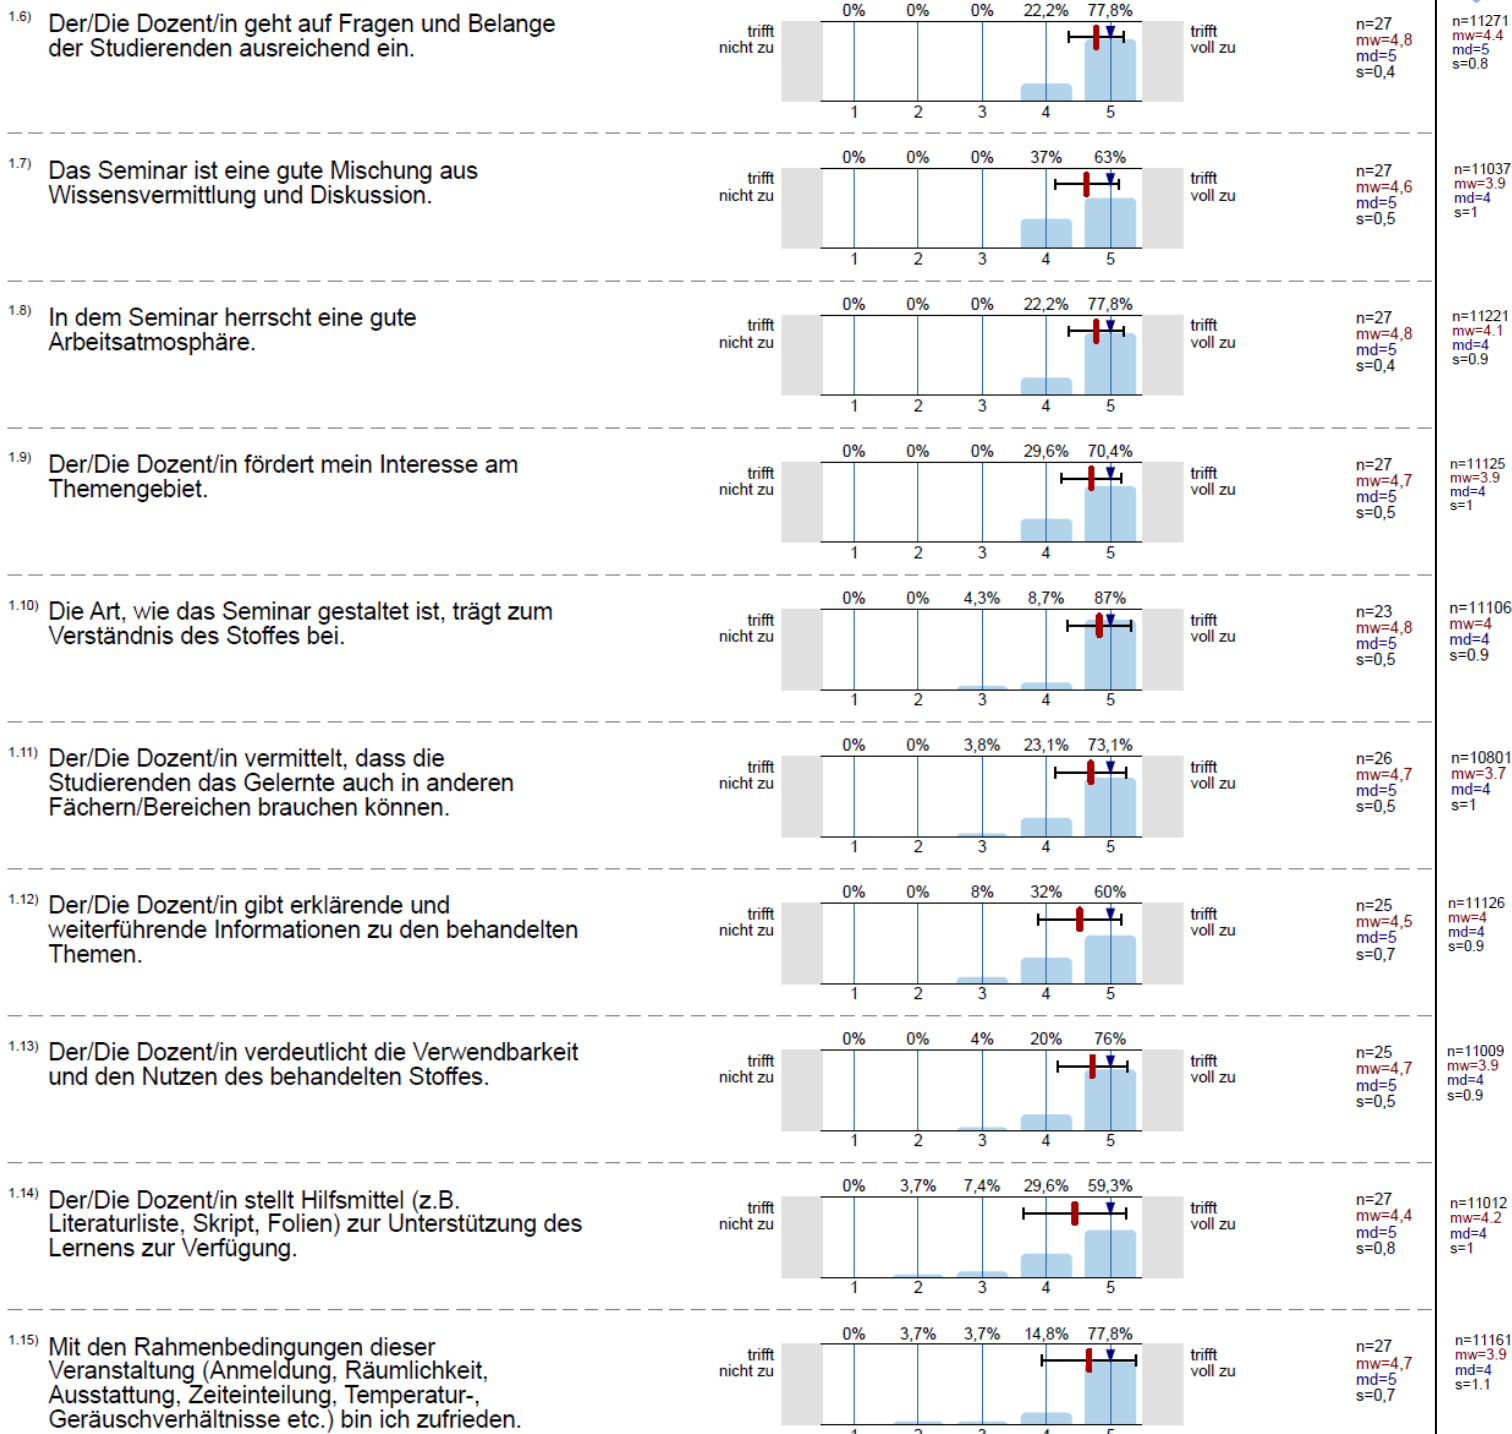 1.6) Der/Die Dozent/in geht auf Fragen und Belange
der Studierenden ausreichend ein.
trifft
nicht zu
0% 0% 0% 22,2% 77,8%
1 2 3 4 5
trifft
voll zu
n=27
mw=4,8
md=5
s=0,4
n=11271
mw=4.4
md=5
s=0.8
1.7) Das Seminar ist eine gute Mischung aus
Wissensvermittlung und Diskussion.
trifft
nicht zu
0% 0% 0% 37% 63%
1 2 3 4 5
trifft
voll zu
n=27
mw=4,6
md=5
s=0,5
n=11037
mw=3.9
md=4
s=1
1.8) In dem Seminar herrscht eine gute
Arbeitsatmosphäre.
trifft
nicht zu
0% 0% 0% 22,2% 77,8%
1 2 3 4 5
trifft
voll zu
n=27
mw=4,8
md=5
s=0,4
n=11221
mw=4.1
md=4
s=0.9
1.9) Der/Die Dozent/in fördert mein Interesse am
Themengebiet.
trifft
nicht zu
0% 0% 0% 29,6% 70,4%
1 2 3 4 5
trifft
voll zu
n=27
mw=4,7
md=5
s=0,5
n=11125
mw=3.9
md=4
s=1
1.10) Die Art, wie das Seminar gestaltet ist, trägt zum
Verständnis des Stoffes bei.
trifft
nicht zu
0% 0% 4,3% 8,7% 87%
1 2 3 4 5
trifft
voll zu
n=23
mw=4,8
md=5
s=0,5
n=11106
mw=4
md=4
s=0.9
1.11) Der/Die Dozent/in vermittelt, dass die
Studierenden das Gelernte auch in anderen
Fächern/Bereichen brauchen können.
trifft
nicht zu
0% 0% 3,8% 23,1% 73,1%
1 2 3 4 5
trifft
voll zu
n=26
mw=4,7
md=5
s=0,5
n=10801
mw=3.7
md=4
s=1
1.12) Der/Die Dozent/in gibt erklärende und
weiterführende Informationen zu den behandelten
Themen.
trifft
nicht zu
0% 0% 8% 32% 60%
1 2 3 4 5
trifft
voll zu
n=25
mw=4,5
md=5
s=0,7
n=11126
mw=4
md=4
s=0.9
1.13) Der/Die Dozent/in verdeutlicht die Verwendbarkeit
und den Nutzen des behandelten Stoffes.
trifft
nicht zu
0% 0% 4% 20% 76%
1 2 3 4 5
trifft
voll zu
n=25
mw=4,7
md=5
s=0,5
n=11009
mw=3.9
md=4
s=0.9
1.14) Der/Die Dozent/in stellt Hilfsmittel (z.B.
Literaturliste, Skript, Folien) zur Unterstützung des
Lernens zur Verfügung.
trifft
nicht zu
0% 3,7% 7,4% 29,6% 59,3%
1 2 3 4 5
trifft
voll zu
n=27
mw=4,4
md=5
s=0,8
n=11012
mw=4.2
md=4
s=1
1.15) Mit den Rahmenbedingungen dieser
Veranstaltung (Anmeldung, Räumlichkeit,
Ausstattung, Zeiteinteilung, Temperatur-,
Geräuschverhältnisse etc.) bin ich zufrieden.
trifft
nicht zu
0% 3,7% 3,7% 14,8% 77,8%
trifft
voll zu
n=27
mw=4,7
md=5
s=0,7
n=11161
mw=3.9
md=4
s=1.1